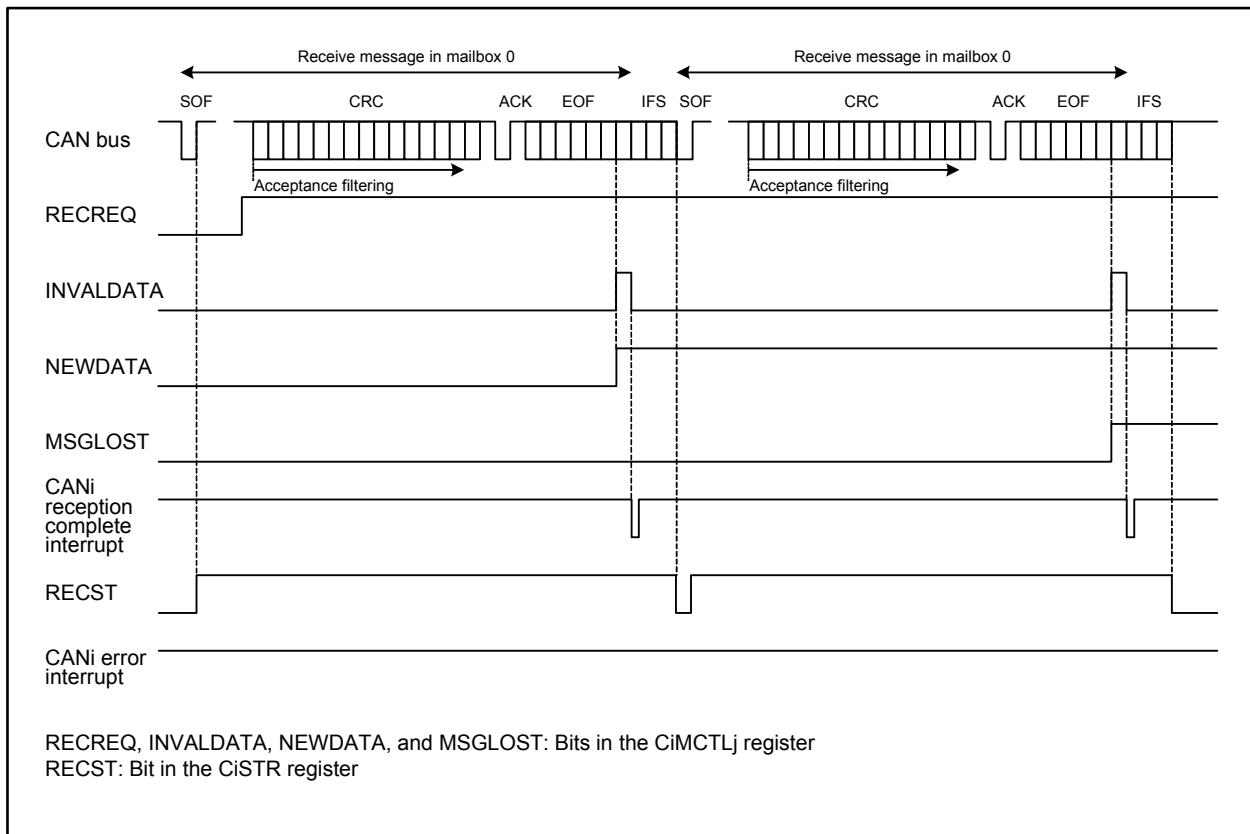 Receive message in mailbox 0 Receive message in mailbox 0
SOF CRC ACK EOF IFS SOF CRC ACK EOF IFS
CAN bus
Acceptance filtering Acceptance filtering
RECREQ
INVALDATA
NEWDATA
MSGLOST
CANi
reception
complete
interrupt
RECST
CANi error
interrupt
RECREQ, INVALDATA, NEWDATA, and MSGLOST: Bits in the CiMCTLj register
RECST: Bit in the CiSTR register